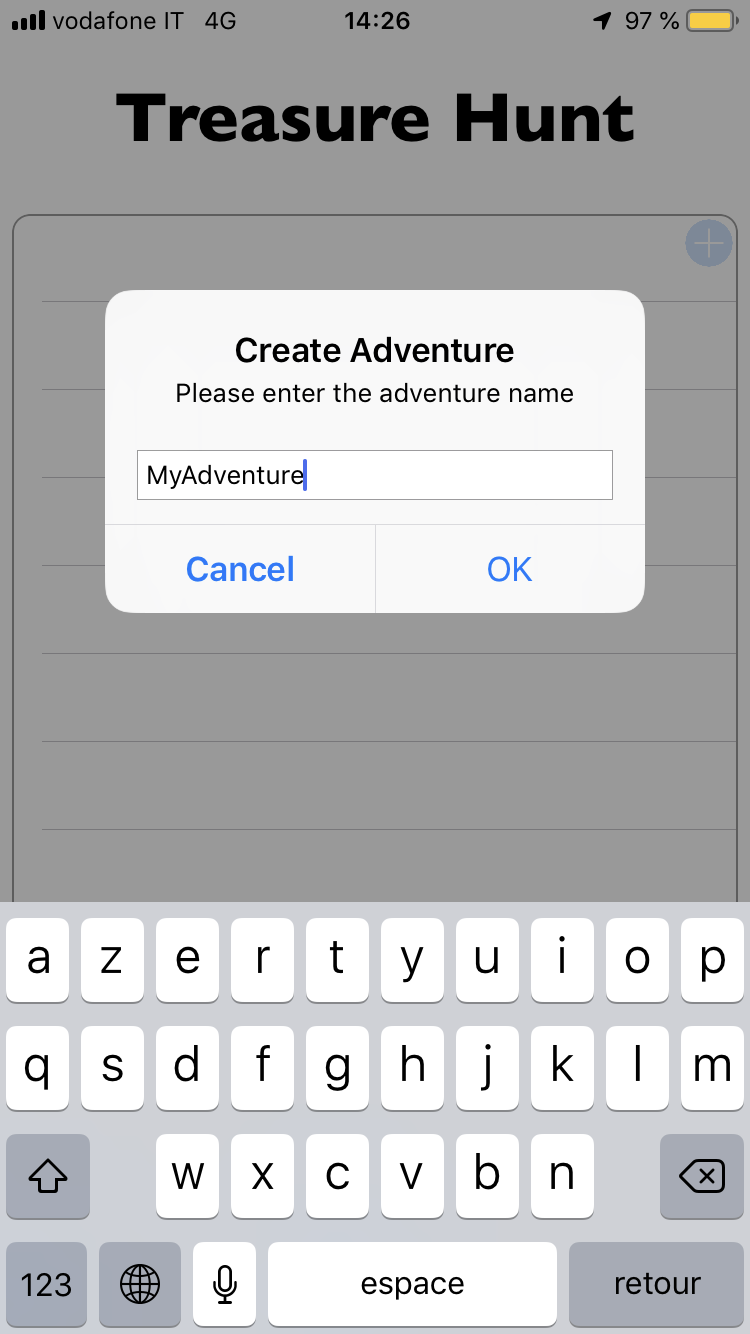 vodafone IT 4G 14:26 97 %
Treasure Hunt
Create Adventure
Please enter the adventure name
MyAdventure
Cancel OK
a z e r t y u i o p
q s d f g h j k l m
w x c v b n
123 espace retour